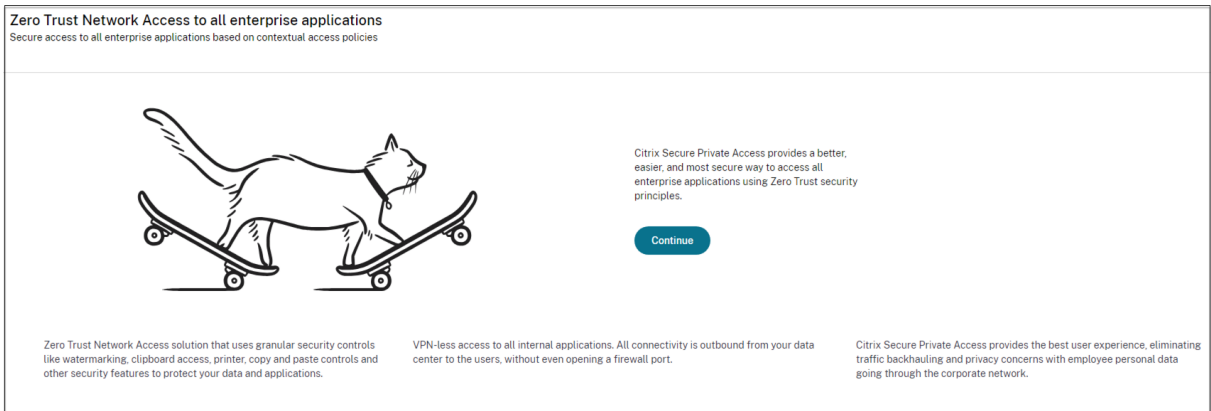 Zero Trust Network Access to all enterprise applications
Secure access to all enterprise applications based on contextual access policies
Citrix Secure Private Access provides a better,
easier, and most secure way to access all
enterprise applications using Zero Trust security
principles.
Continue
Zero Trust Network Access solution that uses granular security controls
like watermarking, clipboard access, printer, copy and paste controls and
other security features to protect your data and applications.
VPN-less access to all internal applications. All connectivity is outbound from your data
center to the users, without even opening a firewall port.
Citrix Secure Private Access provides the best user experience, eliminating
traffic backhauling and privacy concerns with employee personal data
going through the corporate network.